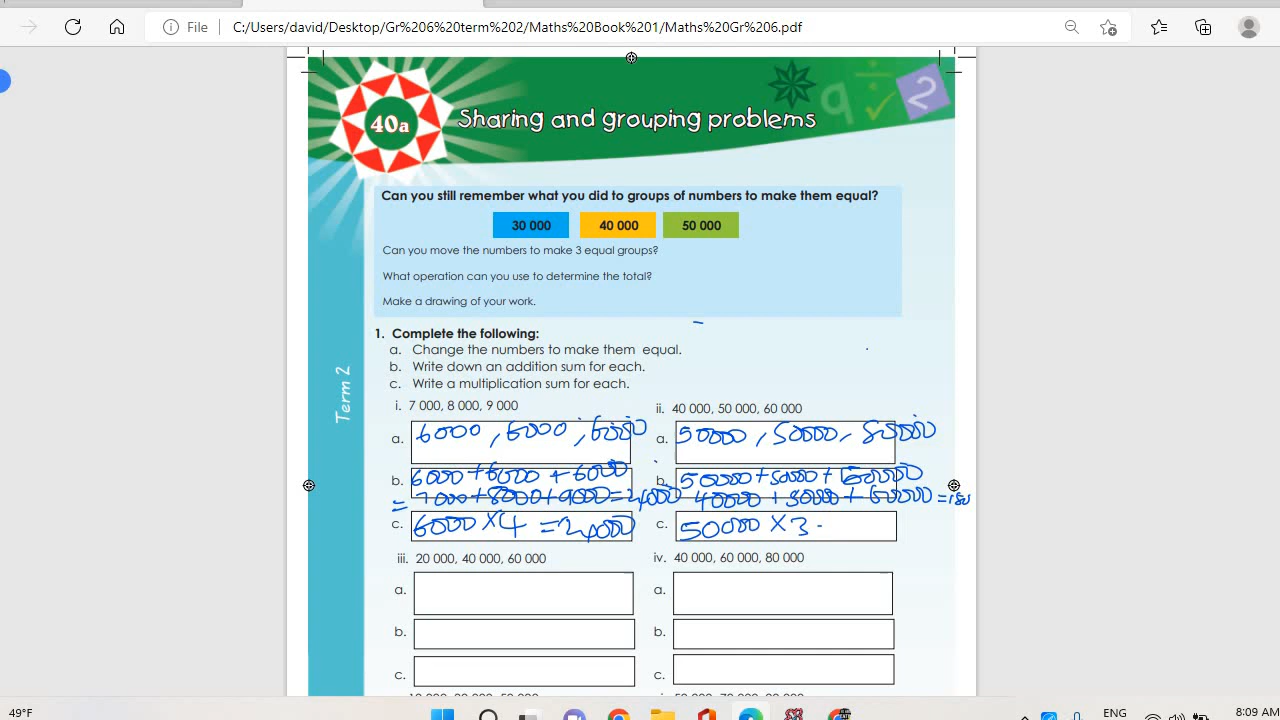 File
C:/Users/david/Desktop/Gr%206%20term%202/Maths%20Book%201/Maths%20Gr%206.pdf
40a
Sharing and grouping problems
Can you still remember what you did to groups of numbers to make them equal?
30 000 40 000 50 000
Can you move the numbers to make 3 equal groups?
What operation can you use to determine the total?
Make a drawing of your work.
Term 2
1. Complete the following:
a. Change the numbers to make them equal.
b. Write down an addition sum for each.
c. Write a multiplication sum for each.
i. 7 000, 8 000, 9 000
a. 6000, 6000, 6000
b. 6000 + 6000 + 6000
= 7000 + 8000 + 9000 = 24000
c. 6000 × 4 = 24000
ii. 40 000, 50 000, 60 000
a. 50000, 50000,
b. 50000 + 50000 +
40000 + 50000 + 60000 =
c. 50000 × 3
iii. 20 000, 40 000, 60 000
a.
b.
c.
iv. 40 000, 60 000, 80 000
a.
b.
c.
49°F
ENG
8:09 AM